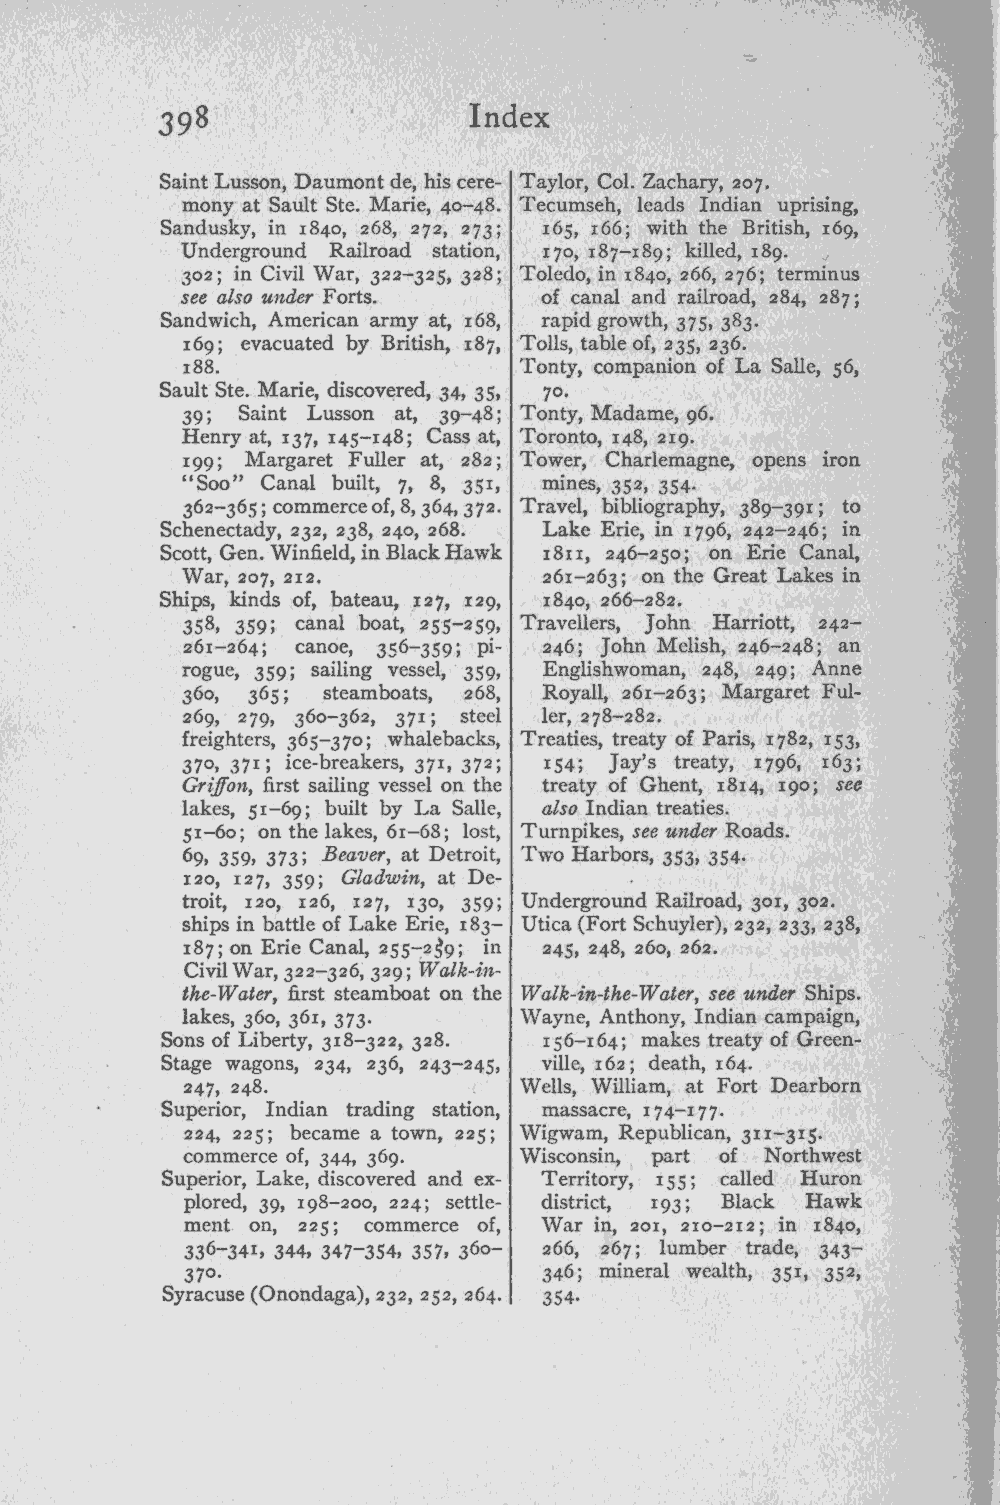 398 Index
Saint Lusson, Daumont de, his cere-
mony at Sault Ste. Marie, 40–48.
Sandusky, in 1840, 268, 272, 273;
Underground Railroad station,
302; in Civil War, 322–325, 328;
see also under Forts.
Sandwich, American army at, 168,
169; evacuated by British, 187,
188.
Sault Ste. Marie, discovered, 34, 35,
39; Saint Lusson at, 39–48;
Henry at, 137, 145–148; Cass at,
199; Margaret Fuller at, 282;
"Soo" Canal built, 7, 8, 351,
362–365; commerce of, 8, 364, 372.
Schenectady, 232, 238, 240, 268.
Scott, Gen. Winfield, in Black Hawk
War, 207, 212.
Ships, kinds of, bateau, 127, 129,
358, 359; canal boat, 255–259,
261–264; canoe, 356–359; pi-
rogue, 359; sailing vessel, 359,
360, 365; steamboats, 268,
269, 279, 360–362, 371; steel
freighters, 365–370; whalebacks,
370, 371; ice-breakers, 371, 372;
Griffon, first sailing vessel on the
lakes, 51–69; built by La Salle,
51–60; on the lakes, 61–68; lost,
69, 359, 373; Beaver, at Detroit,
120, 127, 359; Gladwin, at De-
troit, 120, 126, 127, 130, 359;
ships in battle of Lake Erie, 183–
187; on Erie Canal, 255–259; in
Civil War, 322–326, 329; Walk-in-
the-Water, first steamboat on the
lakes, 360, 361, 373.
Sons of Liberty, 318–322, 328.
Stage wagons, 234, 236, 243–245,
247, 248.
Superior, Indian trading station,
224, 225; became a town, 225;
commerce of, 344, 369.
Superior, Lake, discovered and ex-
plored, 39, 198–200, 224; settle-
ment on, 225; commerce of,
336–341, 344, 347–354, 357, 360–
370.
Syracuse (Onondaga), 232, 252, 264.
Taylor, Col. Zachary, 207.
Tecumseh, leads Indian uprising,
165, 166; with the British, 169,
170, 187–189; killed, 189.
Toledo, in 1840, 266, 276; terminus
of canal and railroad, 284, 287;
rapid growth, 375, 383.
Tolls, table of, 235, 236.
Tonty, companion of La Salle, 56,
70.
Tonty, Madame, 96.
Toronto, 148, 219.
Tower, Charlemagne, opens iron
mines, 352, 354.
Travel, bibliography, 389–391; to
Lake Erie, in 1796, 242–246; in
1811, 246–250; on Erie Canal,
261–263; on the Great Lakes in
1840, 266–282.
Travellers, John Harriott, 242–
246; John Melish, 246–248; an
Englishwoman, 248, 249; Anne
Royall, 261–263; Margaret Ful-
ler, 278–282.
Treaties, treaty of Paris, 1782, 153,
154; Jay's treaty, 1796, 163;
treaty of Ghent, 1814, 190; see
also Indian treaties.
Turnpikes, see under Roads.
Two Harbors, 353, 354.
Underground Railroad, 301, 302.
Utica (Fort Schuyler), 232, 233, 238,
245, 248, 260, 262.
Walk-in-the-Water, see under Ships.
Wayne, Anthony, Indian campaign,
156–164; makes treaty of Green-
ville, 162; death, 164.
Wells, William, at Fort Dearborn
massacre, 174–177.
Wigwam, Republican, 311–315.
Wisconsin, part of Northwest
Territory, 155; called Huron
district, 193; Black Hawk
War in, 201, 210–212; in 1840,
266, 267; lumber trade, 343–
346; mineral wealth, 351, 352,
354.